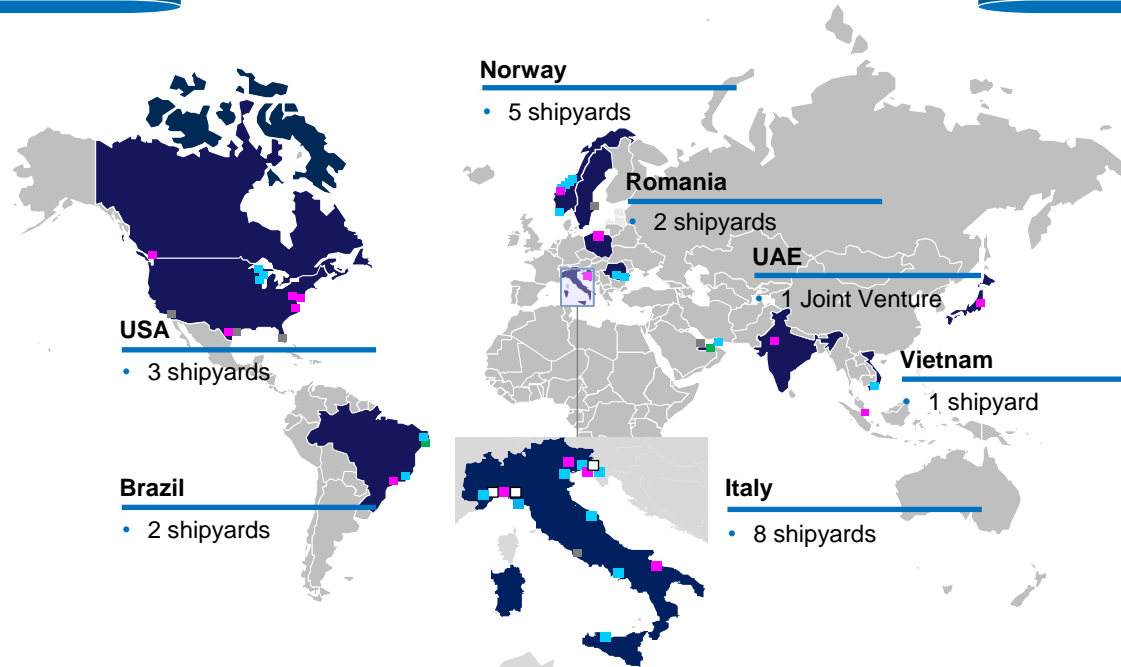 Norway
• 5 shipyards
Romania
• 2 shipyards
UAE
• 1 Joint Venture
USA
• 3 shipyards
Vietnam
• 1 shipyard
Brazil
• 2 shipyards
Italy
• 8 shipyards